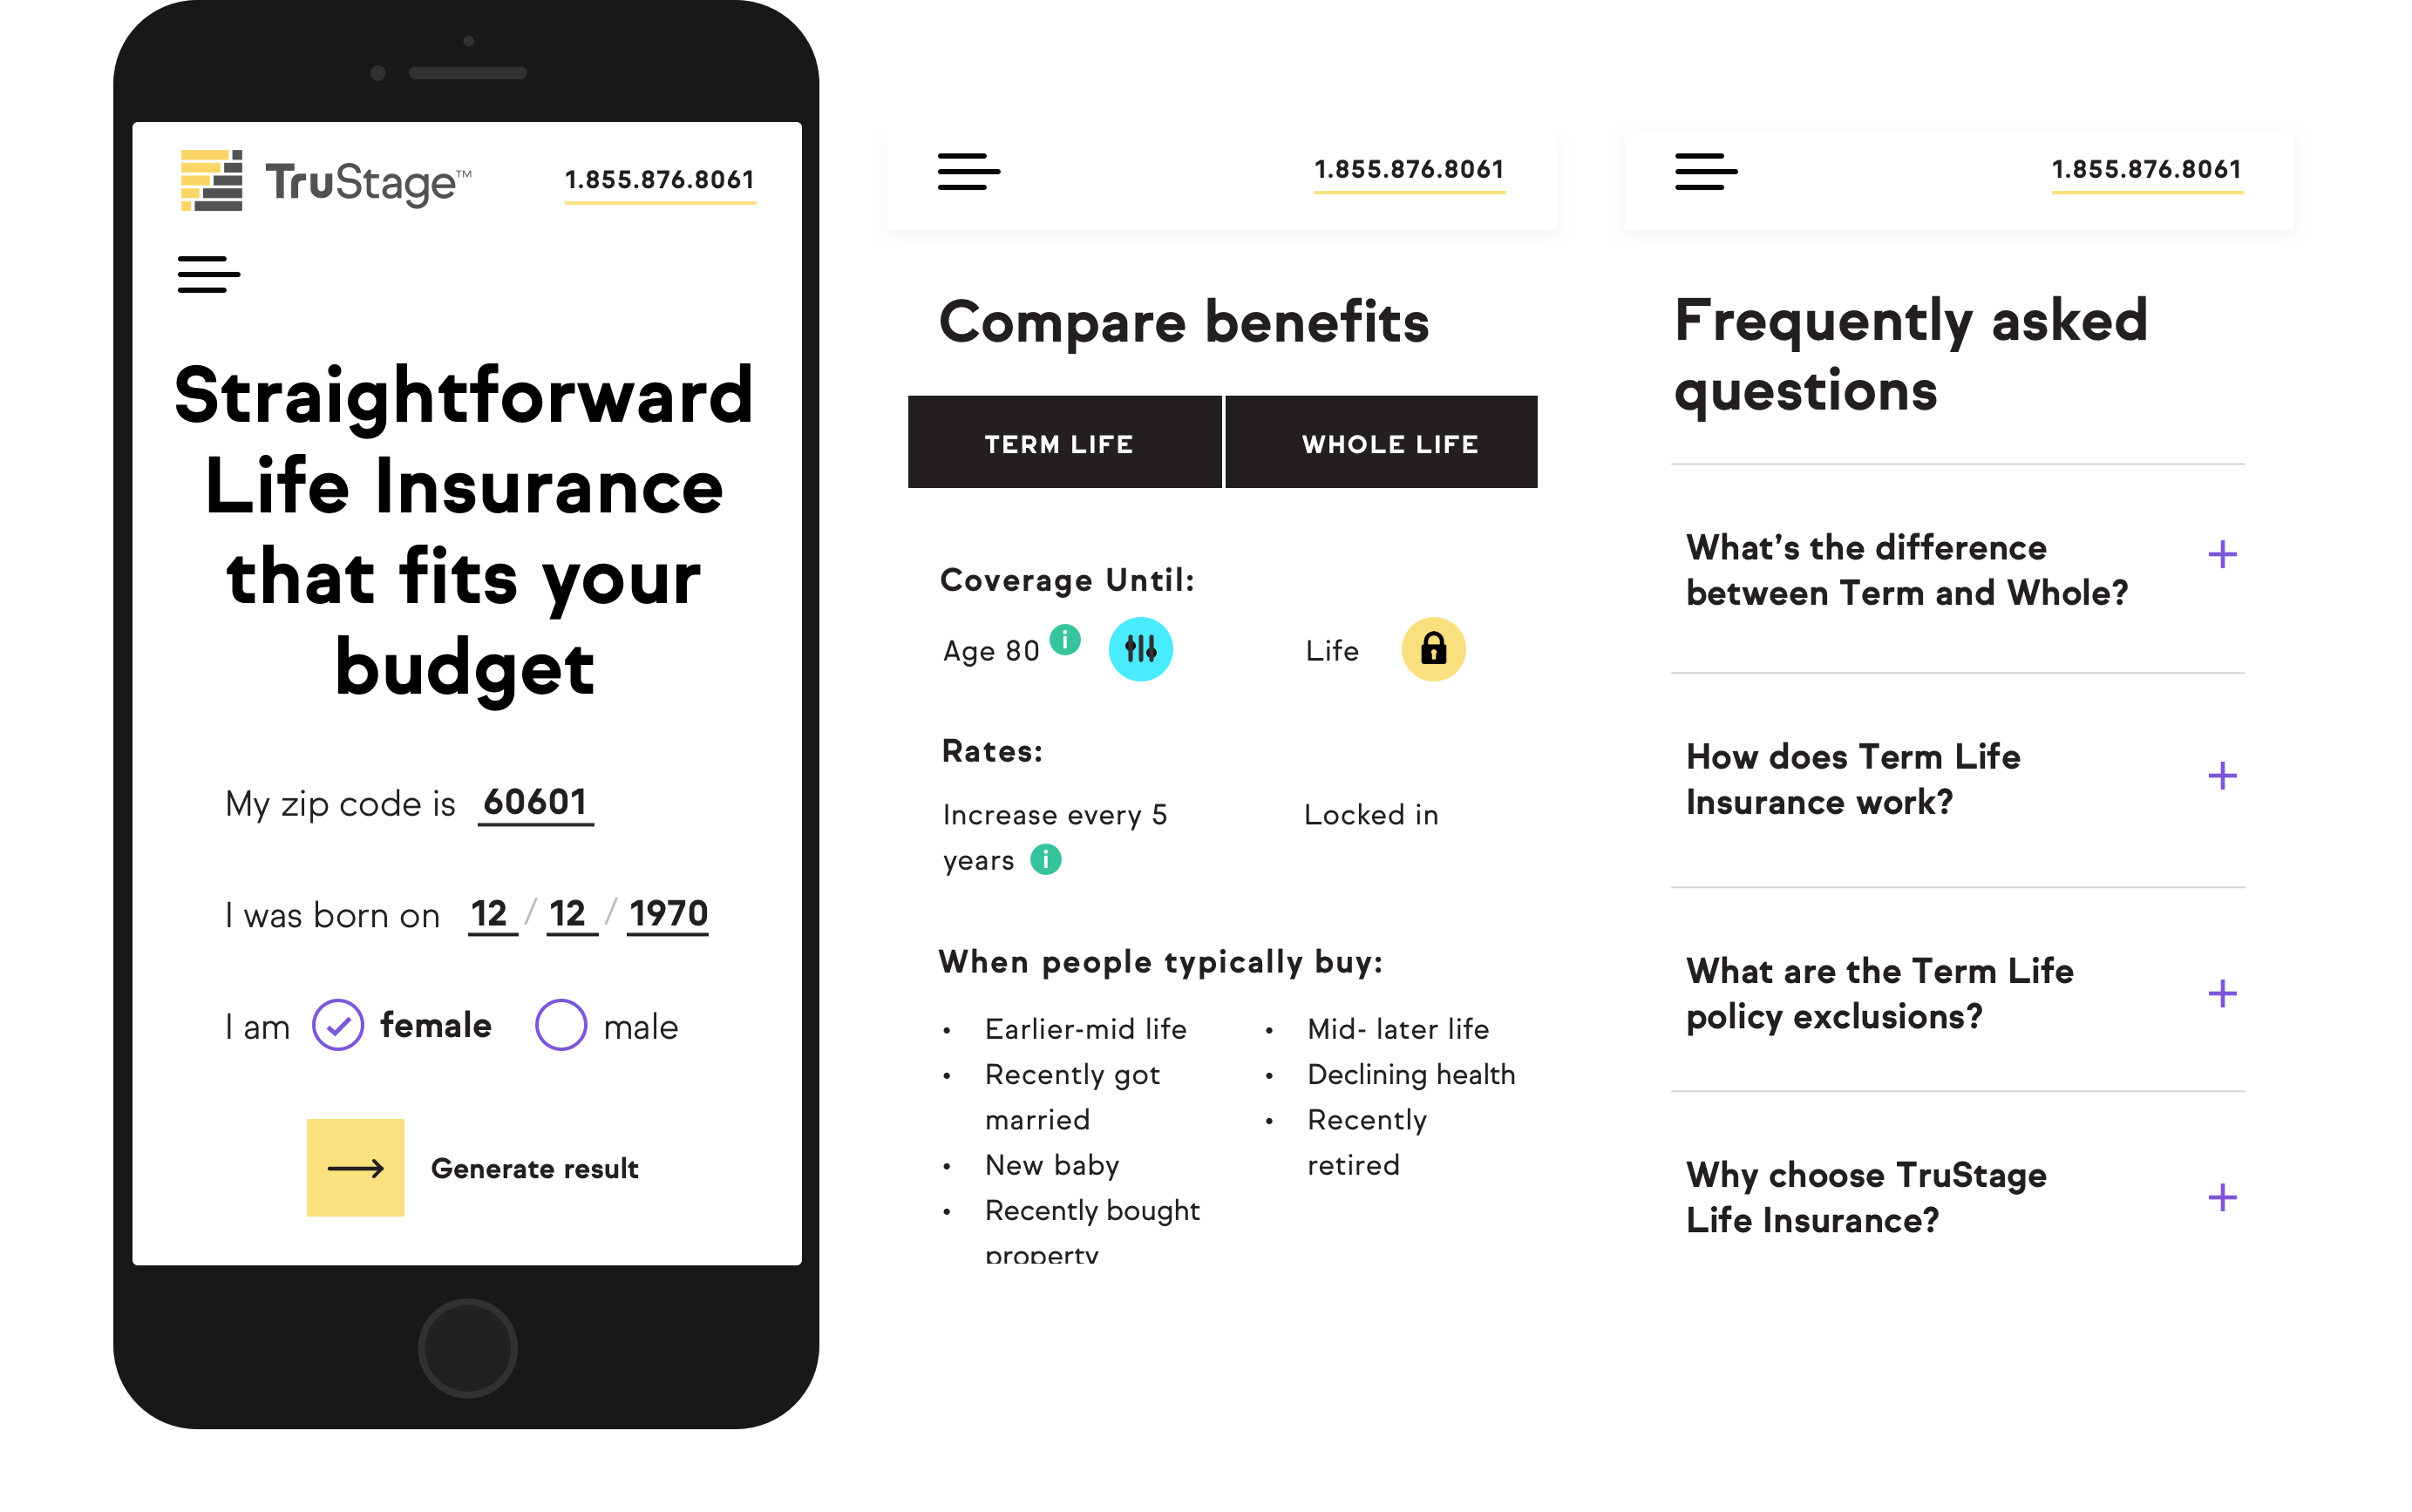 TruStage™
1.855.876.8061
Straightforward
Life Insurance
that fits your
budget
My zip code is 60601
I was born on 12 / 12 / 1970
I am female male
Generate result
1.855.876.8061
Compare benefits
TERM LIFE WHOLE LIFE
Coverage Until:
Age 80 i Life
Rates:
Increase every 5
years i
Locked in
When people typically buy:
• Earlier-mid life
• Recently got
married
• New baby
• Recently bought
property
• Mid- later life
• Declining health
• Recently
retired
1.855.876.8061
Frequently asked
questions
What’s the difference
between Term and Whole?
How does Term Life
Insurance work?
What are the Term Life
policy exclusions?
Why choose TruStage
Life Insurance?